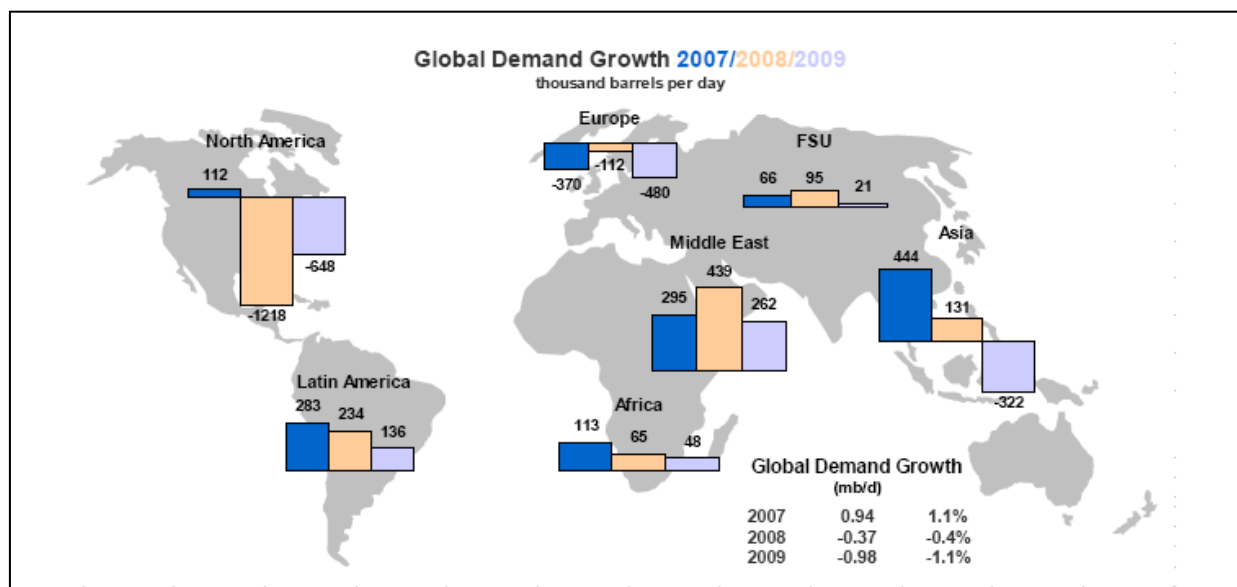 Global Demand Growth 2007/2008/2009
thousand barrels per day
North America
112
-1218
-648
Europe
-370
-112
-480
FSU
66 95 21
Middle East
295
439
262
Asia
444
131
-322
Latin America
283
234
136
Africa
113
65
48
Global Demand Growth
(mb/d)
2007 0.94 1.1%
2008 -0.37 -0.4%
2009 -0.98 -1.1%